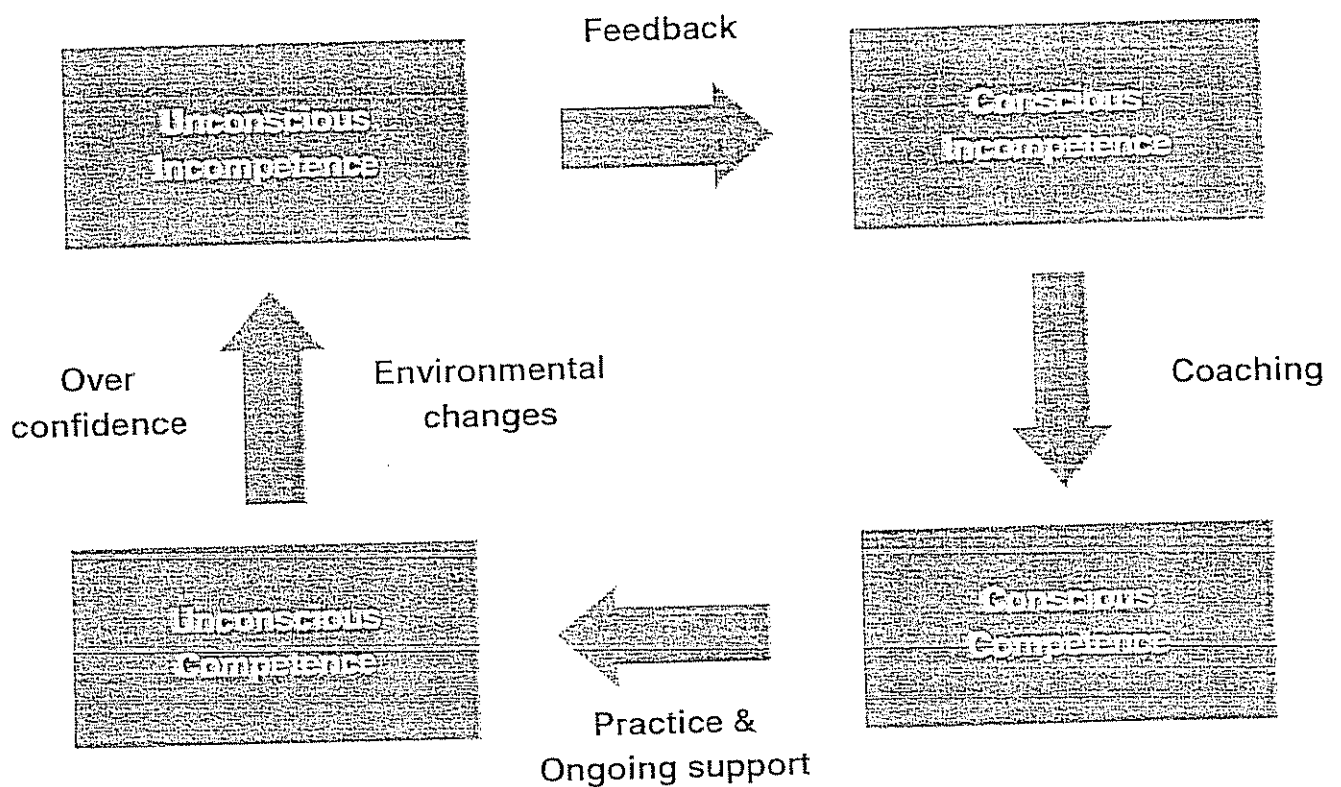 Feedback
Unconscious
Incompetence
Conscious
Incompetence
Over
confidence
Environmental
changes
Coaching
Unconscious
Competence
Conscious
Competence
Practice &
Ongoing support